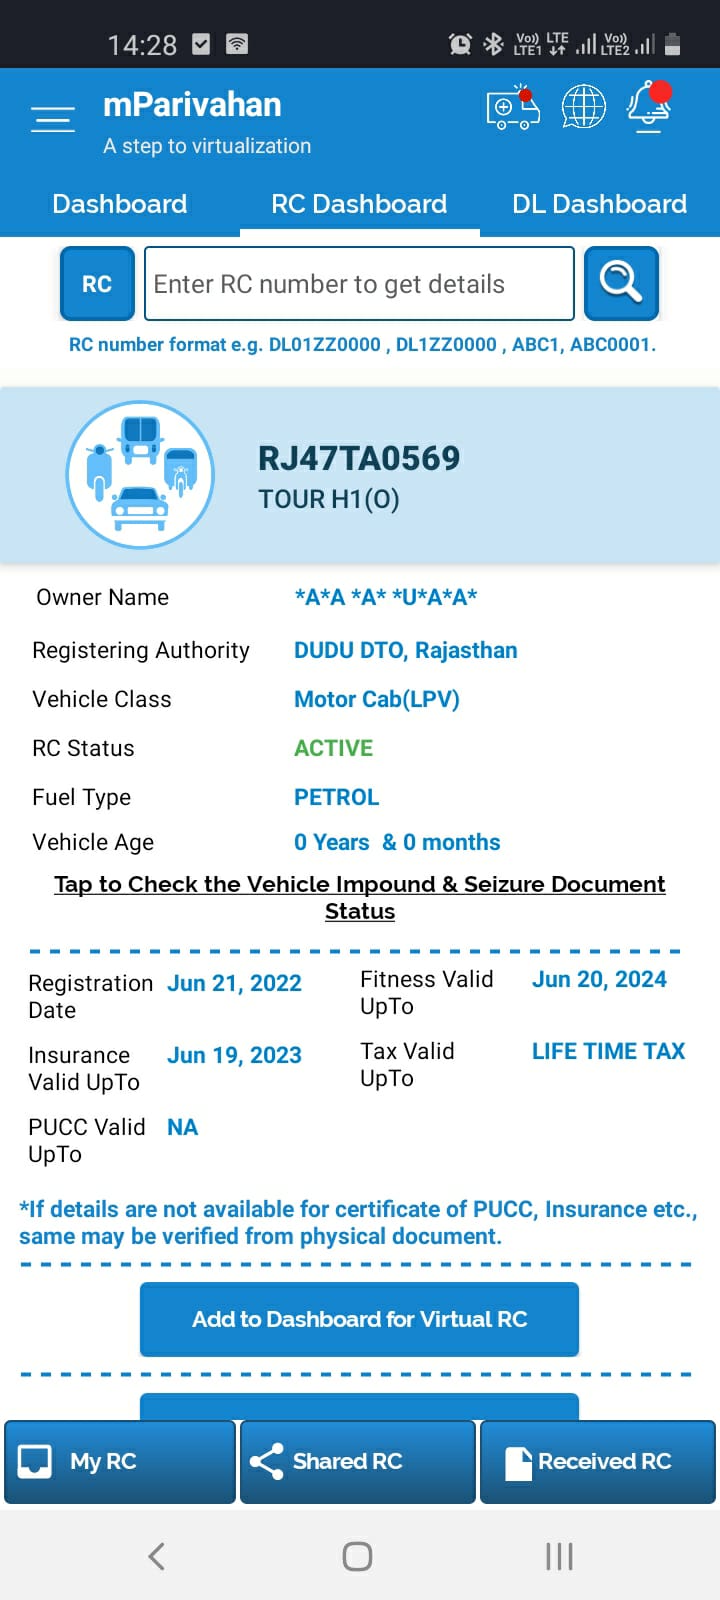 14:28 Vo)) LTE LTE1 Vo)) LTE2
mParivahan
A step to virtualization
Dashboard RC Dashboard DL Dashboard
RC Enter RC number to get details
RC number format e.g. DL01ZZ0000 , DL1ZZ0000 , ABC1, ABC0001.
RJ47TA0569
TOUR H1(O)
Owner Name *A*A *A* *U*A*A*
Registering Authority DUDU DTO, Rajasthan
Vehicle Class Motor Cab(LPV)
RC Status ACTIVE
Fuel Type PETROL
Vehicle Age 0 Years & 0 months
Tap to Check the Vehicle Impound & Seizure Document
Status
Registration Date Jun 21, 2022 Fitness Valid UpTo Jun 20, 2024
Insurance Valid UpTo Jun 19, 2023 Tax Valid UpTo LIFE TIME TAX
PUCC Valid UpTo NA
*If details are not available for certificate of PUCC, Insurance etc.,
same may be verified from physical document.
Add to Dashboard for Virtual RC
My RC Shared RC Received RC